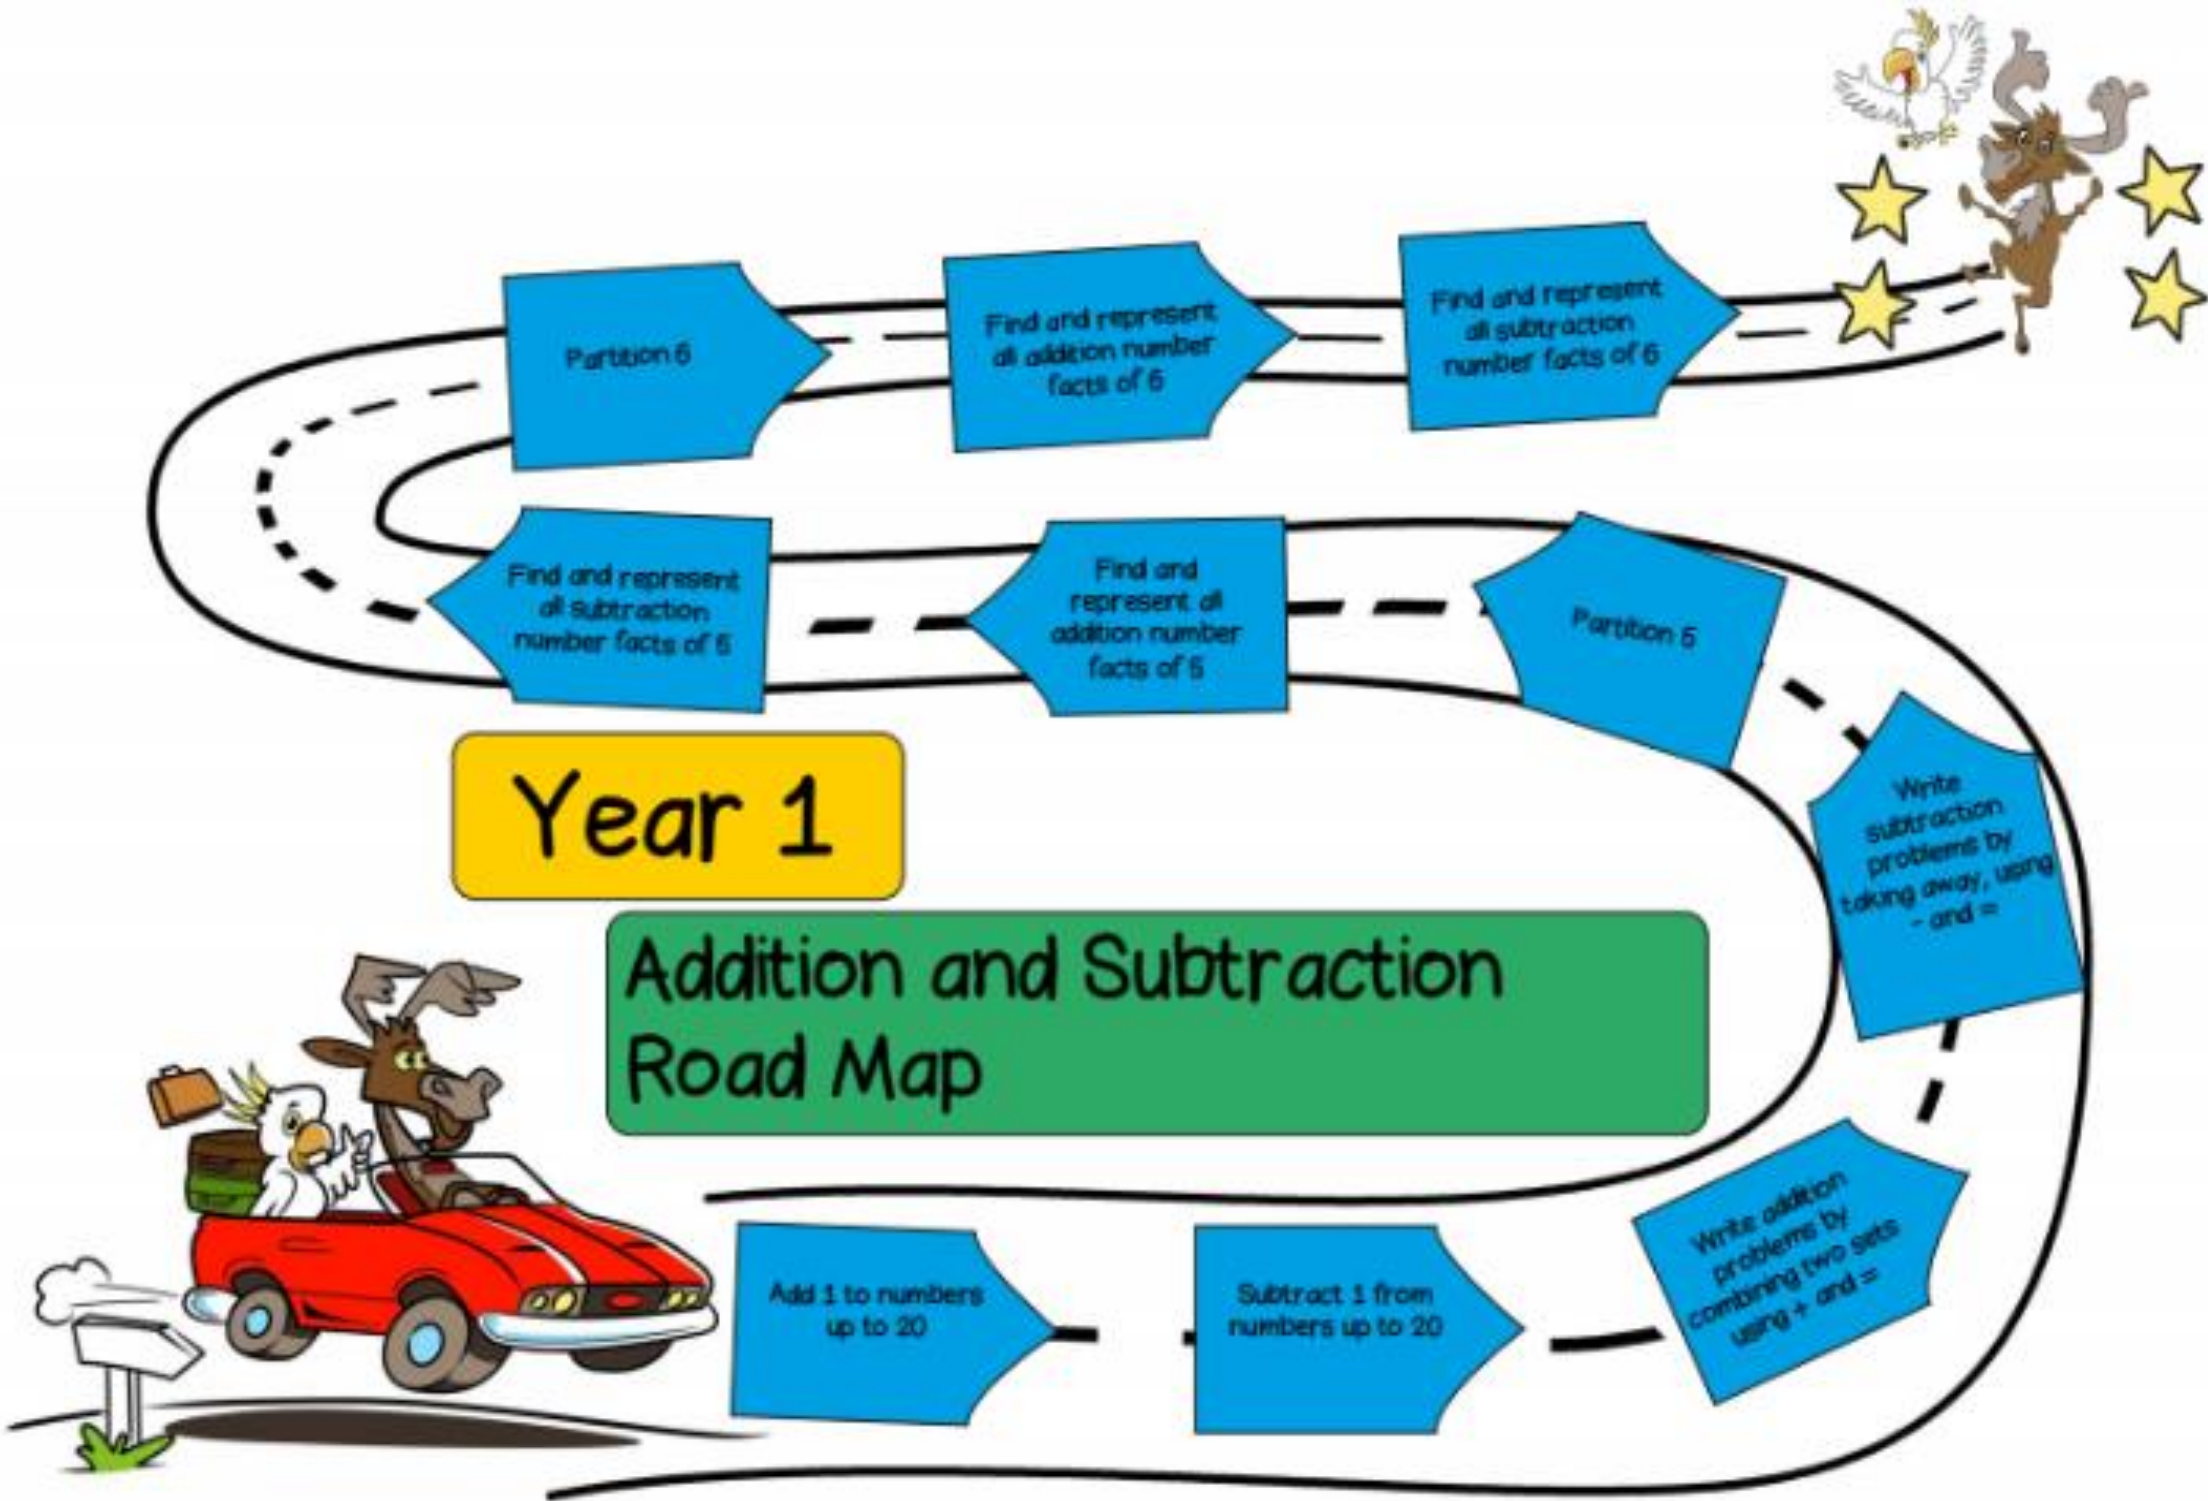 Partition 6
Find and represent
all addition number
facts of 6
Find and represent
all subtraction
number facts of 6
Find and represent
all subtraction
number facts of 5
Find and
represent all
addition number
facts of 5
Partition 5
Write
subtraction
problems by
taking away, using
- and =
Year 1
Addition and Subtraction
Road Map
Write addition
problems by
combining two sets
using + and =
Add 1 to numbers
up to 20
Subtract 1 from
numbers up to 20